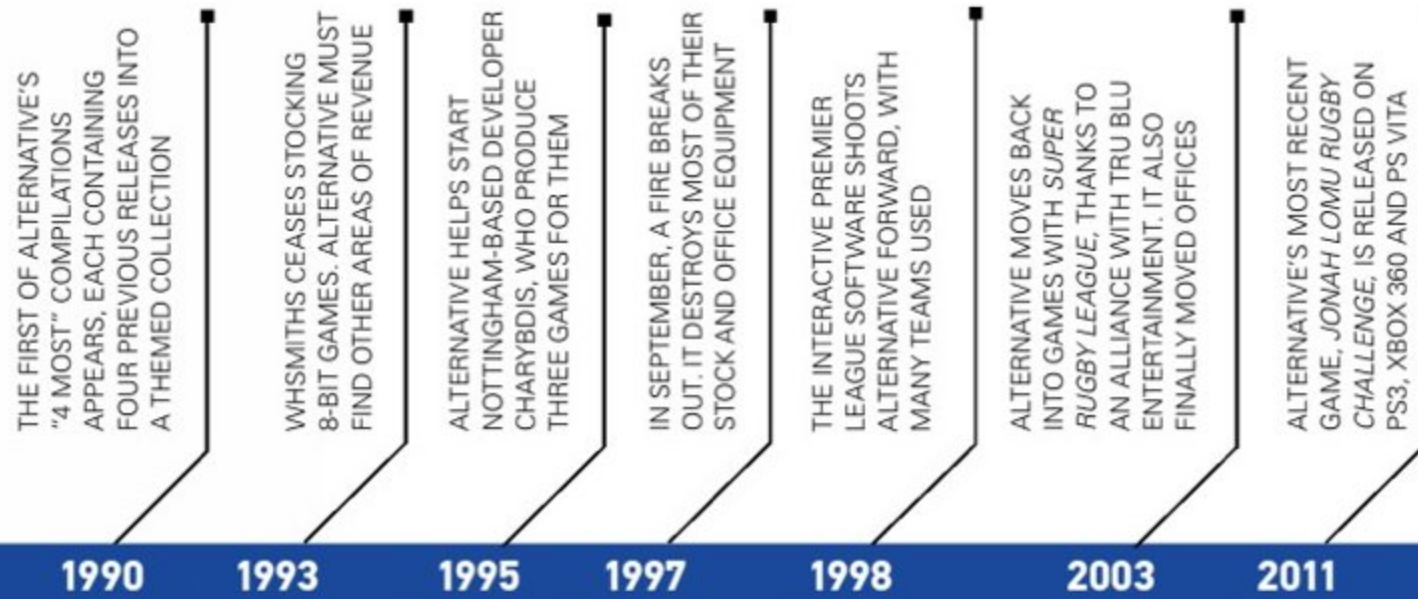 THE FIRST OF ALTERNATIVE'S
"4 MOST" COMPILATIONS
APPEARS, EACH CONTAINING
FOUR PREVIOUS RELEASES INTO
A THEMED COLLECTION
1990
WHSMITHS CEASES STOCKING
8-BIT GAMES. ALTERNATIVE MUST
FIND OTHER AREAS OF REVENUE
1993
ALTERNATIVE HELPS START
NOTTINGHAM-BASED DEVELOPER
CHARYBDIS, WHO PRODUCE
THREE GAMES FOR THEM
1995
IN SEPTEMBER, A FIRE BREAKS
OUT. IT DESTROYS MOST OF THEIR
STOCK AND OFFICE EQUIPMENT
1997
THE INTERACTIVE PREMIER
LEAGUE SOFTWARE SHOOTS
ALTERNATIVE FORWARD, WITH
MANY TEAMS USED
1998
ALTERNATIVE MOVES BACK
INTO GAMES WITH SUPER
RUGBY LEAGUE, THANKS TO
AN ALLIANCE WITH TRU BLU
ENTERTAINMENT. IT ALSO
FINALLY MOVED OFFICES
2003
ALTERNATIVE'S MOST RECENT
GAME, JONAH LOMU RUGBY
CHALLENGE, IS RELEASED ON
PS3, XBOX 360 AND PS VITA
2011